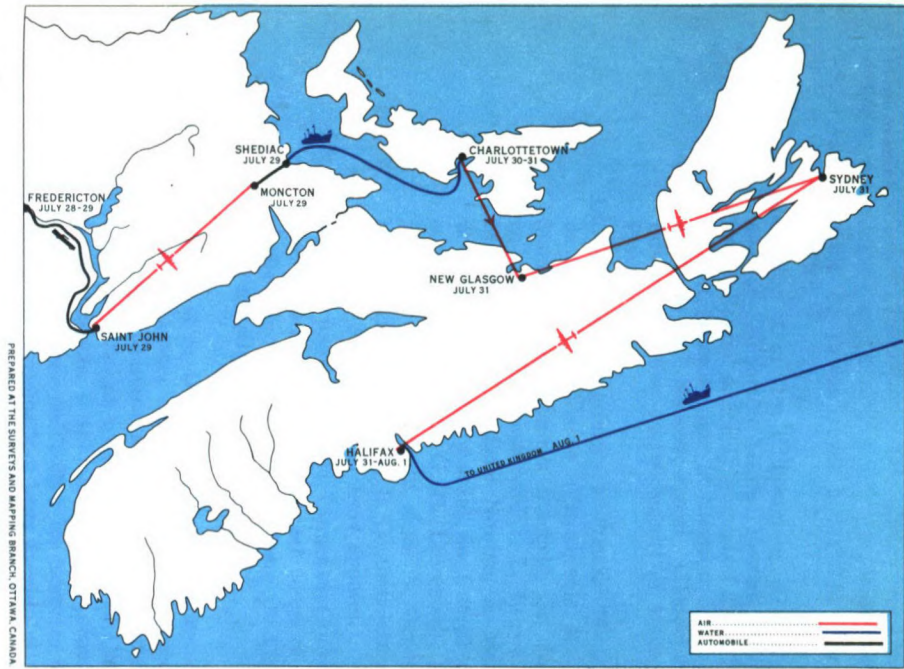 SHEDIAC
JULY 29
CHARLOTTETOWN
JULY 30-31
MONCTON
JULY 29
SYDNEY
JULY 31
FREDERICTON
JULY 28-29
NEW GLASGOW
JULY 31
SAINT JOHN
JULY 29
HALIFAX
JULY 31-AUG. 1
TO UNITED KINGDOM AUG. 1
AIR
WATER
AUTOMOBILE
PREPARED AT THE SURVEYS AND MAPPING BRANCH, OTTAWA, CANADA.